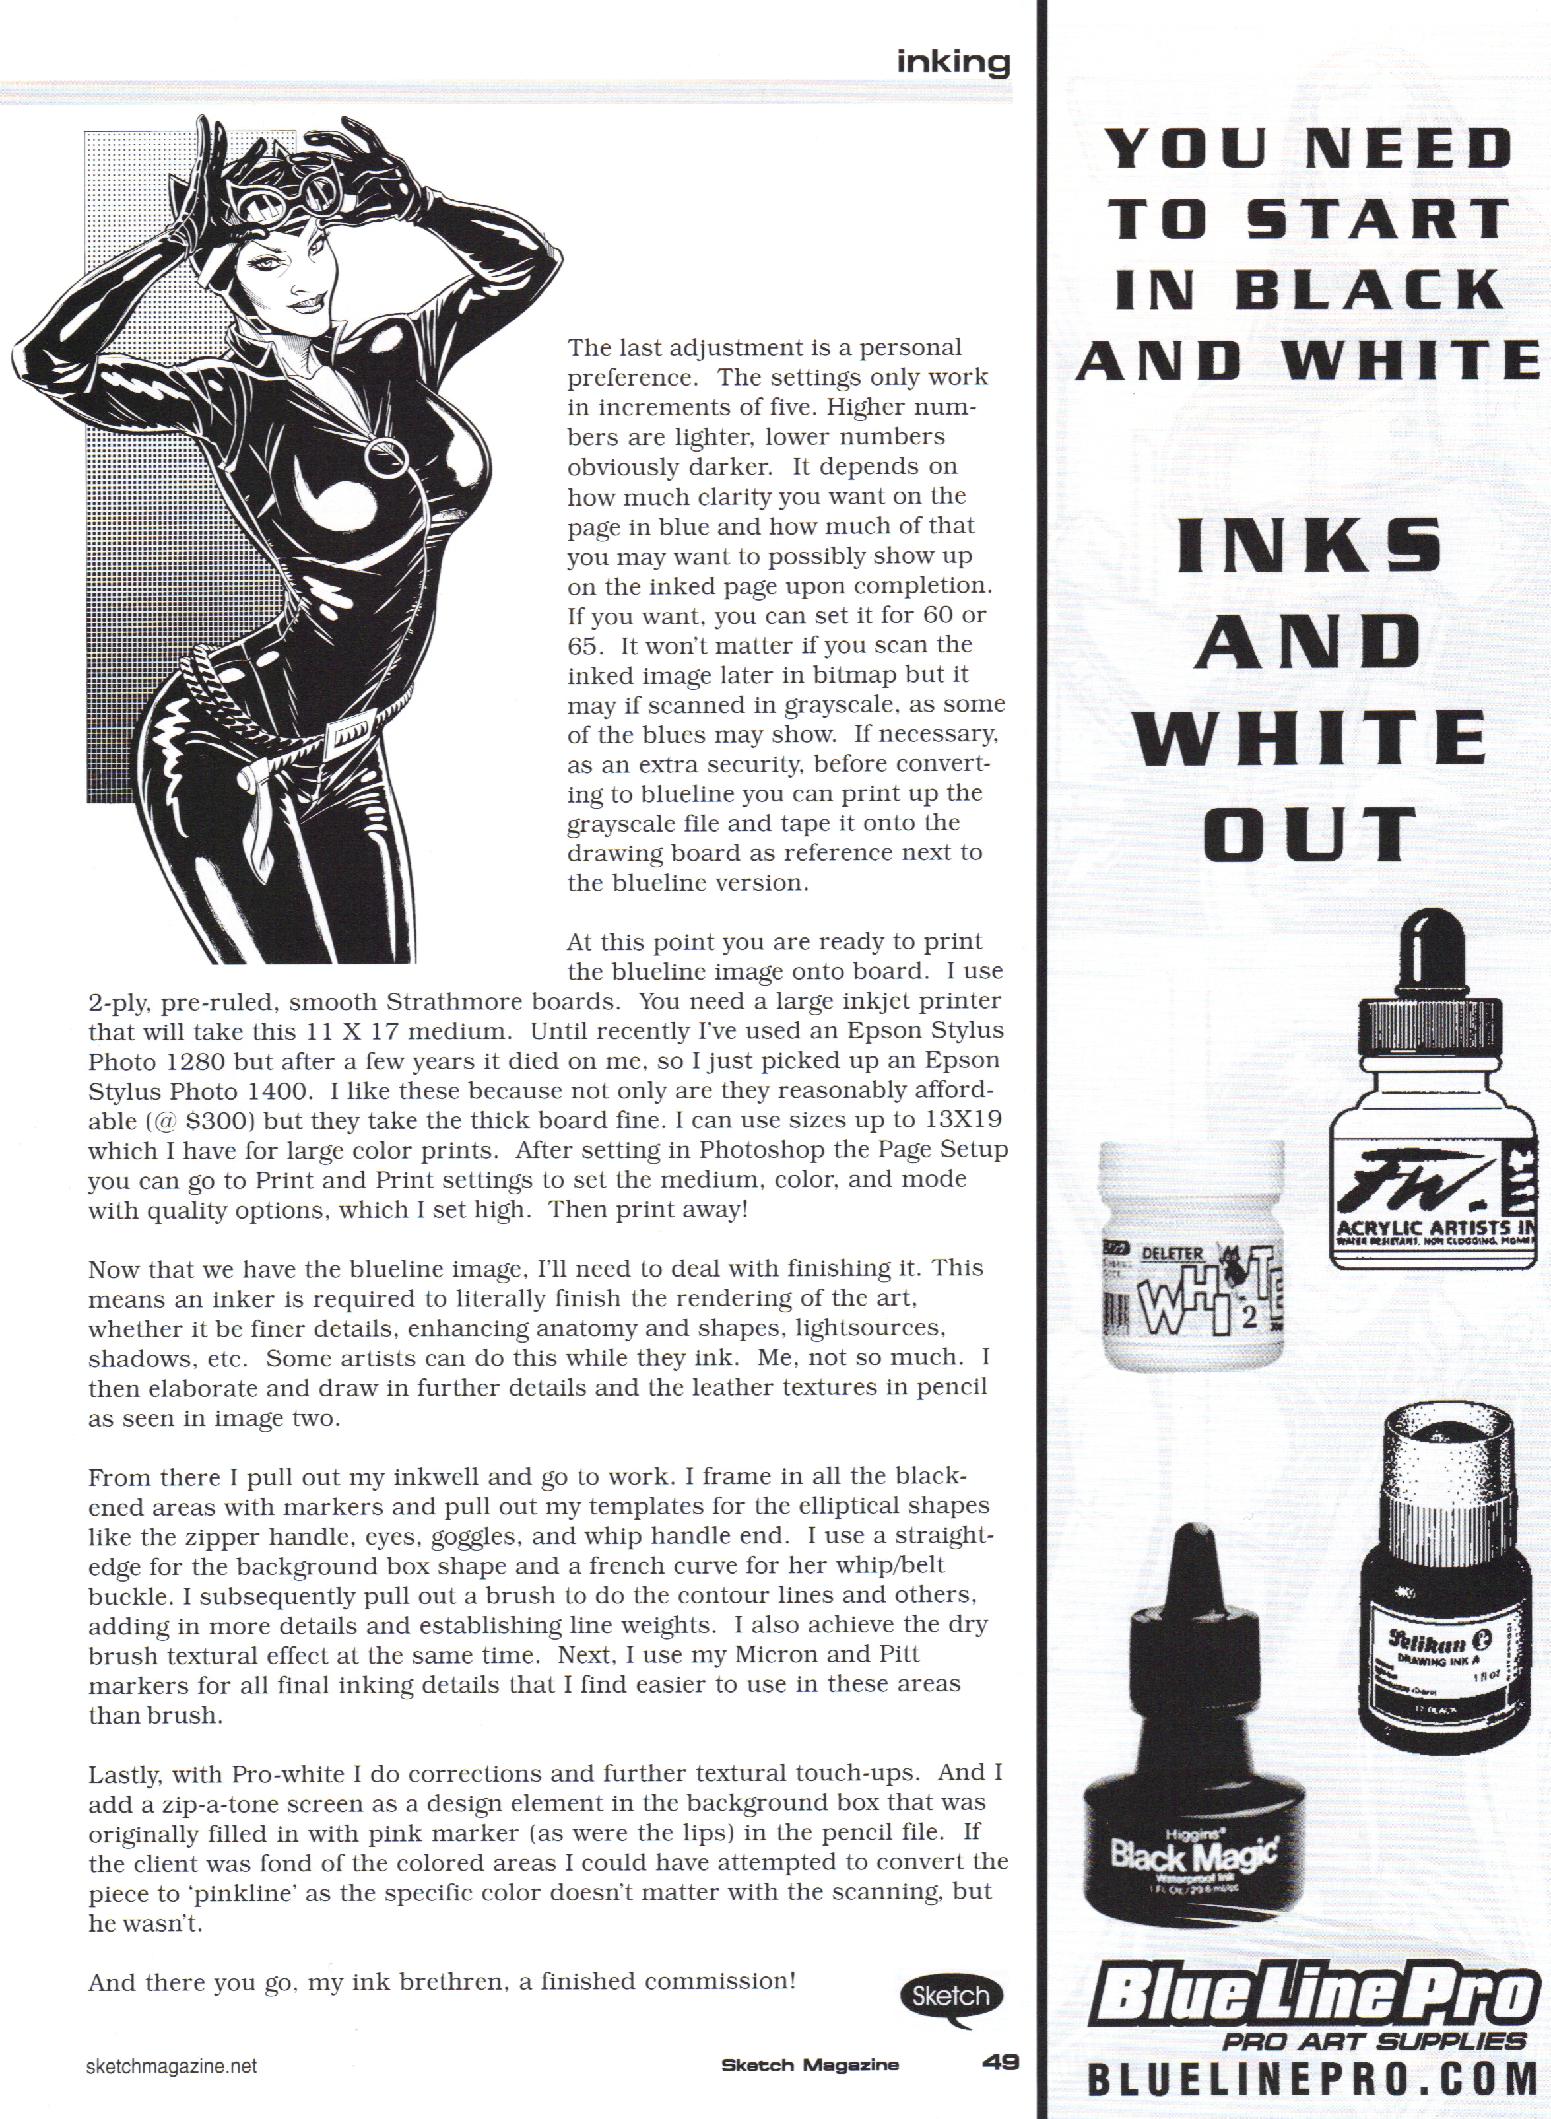 inking
The last adjustment is a personal
preference. The settings only work
in increments of five. Higher num-
bers are lighter, lower numbers
obviously darker. It depends on
how much clarity you want on the
page in blue and how much of that
you may want to possibly show up
on the inked page upon completion.
If you want, you can set it for 60 or
65. It won't matter if you scan the
inked image later in bitmap but it
may if scanned in grayscale, as some
of the blues may show. If necessary,
as an extra security, before convert-
ing to blueline you can print up the
grayscale file and tape it onto the
drawing board as reference next to
the blueline version.
At this point you are ready to print
the blueline image onto board. I use
2-ply, pre-ruled, smooth Strathmore boards. You need a large inkjet printer
that will take this 11 X 17 medium. Until recently I've used an Epson Stylus
Photo 1280 but after a few years it died on me, so I just picked up an Epson
Stylus Photo 1400. I like these because not only are they reasonably afford-
able (@ $300) but they take the thick board fine. I can use sizes up to 13X19
which I have for large color prints. After setting in Photoshop the Page Setup
you can go to Print and Print settings to set the medium, color, and mode
with quality options, which I set high. Then print away!
Now that we have the blueline image, I'll need to deal with finishing it. This
means an inker is required to literally finish the rendering of the art,
whether it be finer details, enhancing anatomy and shapes, lightsources,
shadows, etc. Some artists can do this while they ink. Me, not so much. I
then elaborate and draw in further details and the leather textures in pencil
as seen in image two.
From there I pull out my inkwell and go to work. I frame in all the black-
ened areas with markers and pull out my templates for the elliptical shapes
like the zipper handle, eyes, goggles, and whip handle end. I use a straight-
edge for the background box shape and a french curve for her whip/belt
buckle. I subsequently pull out a brush to do the contour lines and others,
adding in more details and establishing line weights. I also achieve the dry
brush textural effect at the same time. Next, I use my Micron and Pitt
markers for all final inking details that I find easier to use in these areas
than brush.
Lastly, with Pro-white I do corrections and further textural touch-ups. And I
add a zip-a-tone screen as a design element in the background box that was
originally filled in with pink marker (as were the lips) in the pencil file. If
the client was fond of the colored areas I could have attempted to convert the
piece to 'pinkline' as the specific color doesn't matter with the scanning, but
he wasn't.
And there you go, my ink brethren, a finished commission!
Sketch
sketchmagazine.net
Sketch Magazine 49
YOU NEED
TO START
IN BLACK
AND WHITE
INKS
AND
WHITE
OUT
FW.
ACRYLIC ARTISTS IN
WATER RESISTANT, NON CLOGGING,
DELETER
WHITE
2
Pelikan
DRAWING INK A
1 fl oz
17 BLACK
Higgins®
Black Magic®
Waterproof Ink
1 Fl. Oz./29.6 ml
BlueLinePro
PRO ART SUPPLIES
BLUELINEPRO.COM